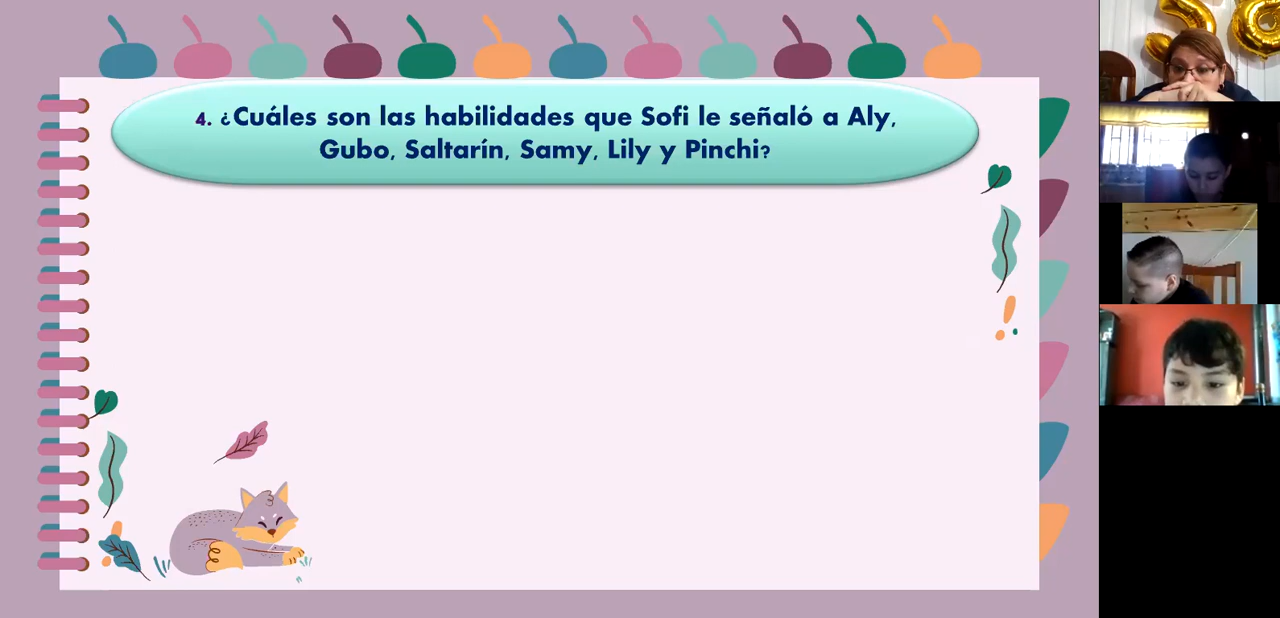 4. ¿Cuáles son las habilidades que Sofi le señaló a Aly,
Gubo, Saltarín, Samy, Lily y Pinchi?